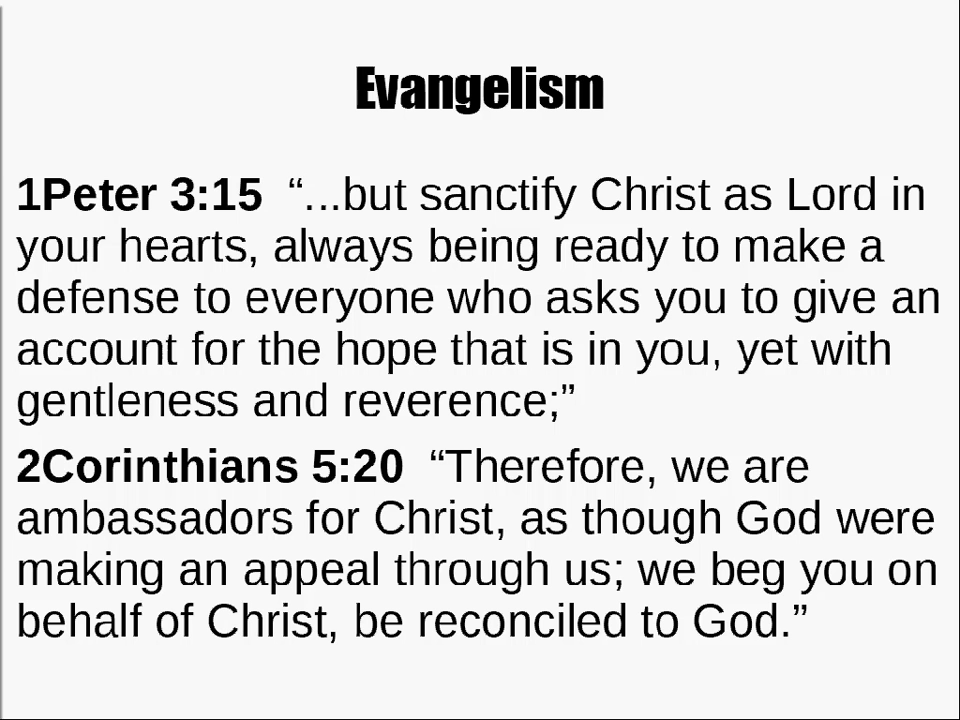 Evangelism
1Peter 3:15 “...but sanctify Christ as Lord in
your hearts, always being ready to make a
defense to everyone who asks you to give an
account for the hope that is in you, yet with
gentleness and reverence;”
2Corinthians 5:20 “Therefore, we are
ambassadors for Christ, as though God were
making an appeal through us; we beg you on
behalf of Christ, be reconciled to God.”